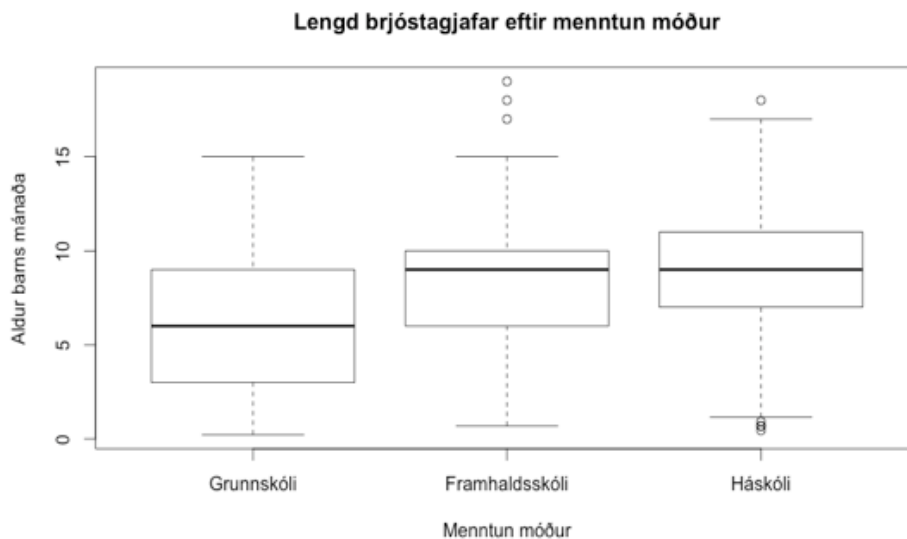 Lengd brjóstagjafar eftir menntun móður
Aldur barns mánaða
15
10
5
0
Grunnskóli Framhaldsskóli Háskóli
Menntun móður